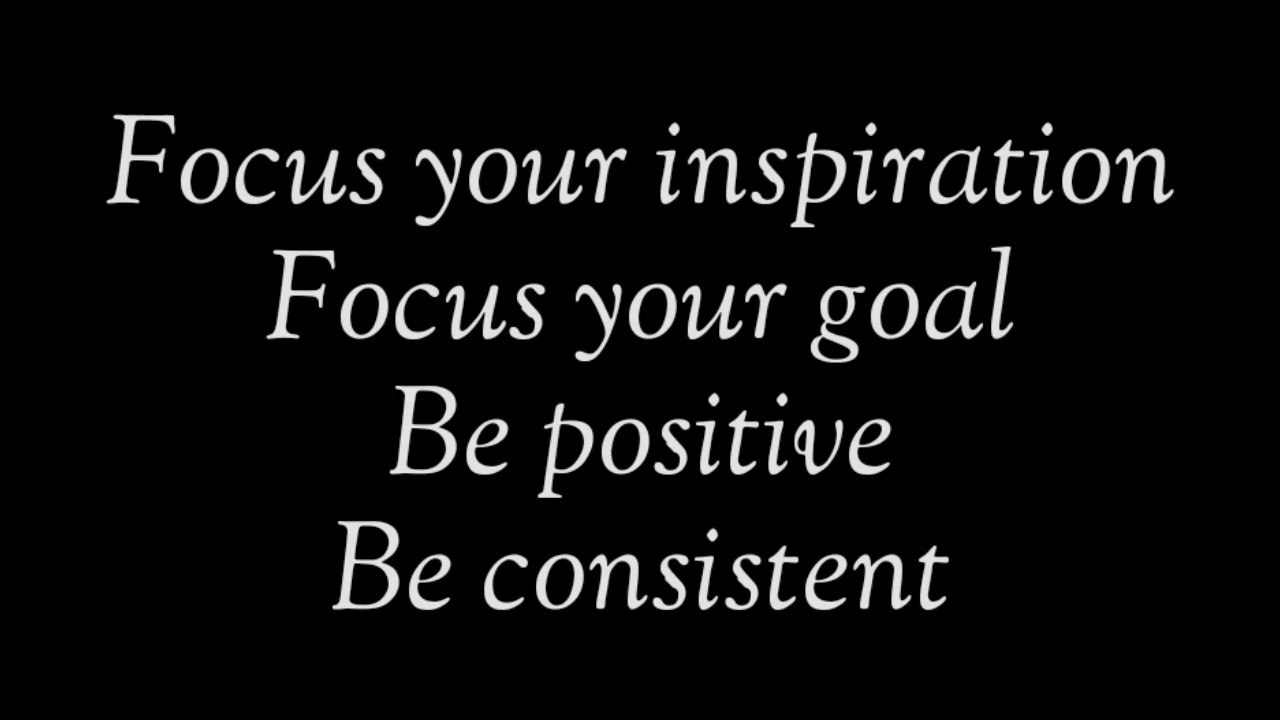 Focus your inspiration
Focus your goal
Be positive
Be consistent